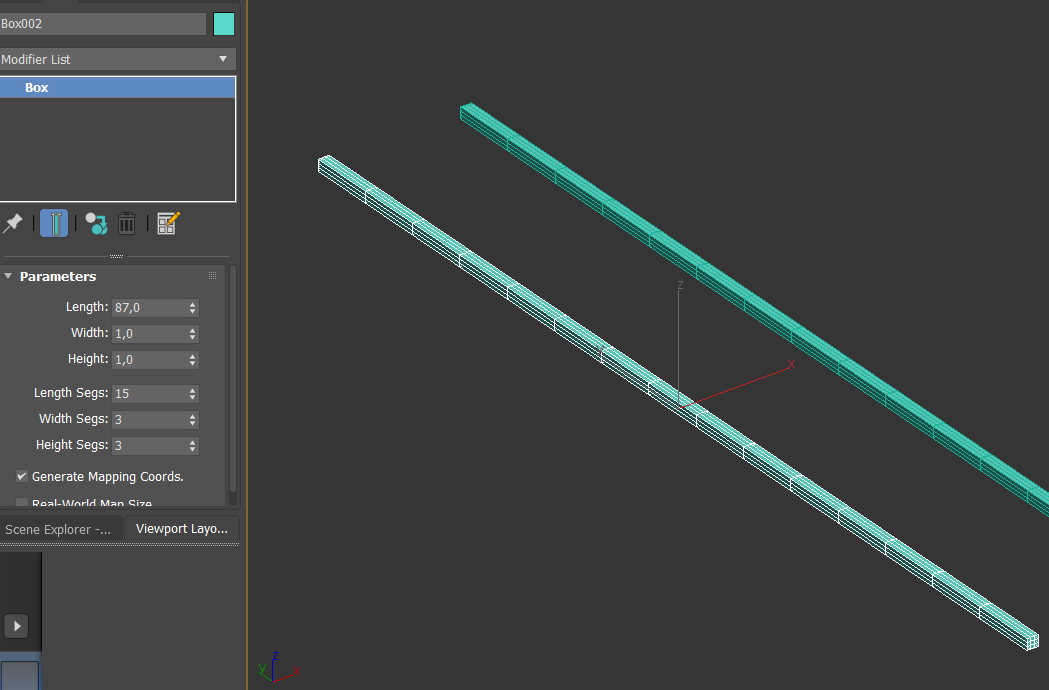 Box002
Modifier List
Box
Parameters
Length: 87,0
Width: 1,0
Height: 1,0
Length Segs: 15
Width Segs: 3
Height Segs: 3
Generate Mapping Coords.
Real-World Map Size
Scene Explorer -...
Viewport Layo...
z
x
z
y
x